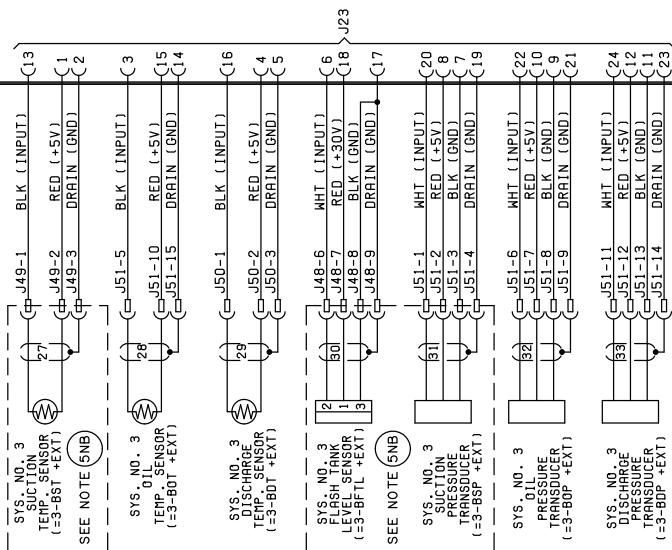 J23
13
1
2
3
15
14
16
4
5
6
18
17
20
8
7
19
22
10
9
21
24
12
11
23
BLK (INPUT)
RED (+5V)
DRAIN (GND)
BLK (INPUT)
RED (+5V)
DRAIN (GND)
BLK (INPUT)
RED (+5V)
DRAIN (GND)
WHT (INPUT)
RED (+30V)
BLK (GND)
DRAIN (GND)
WHT (INPUT)
RED (+5V)
BLK (GND)
DRAIN (GND)
WHT (INPUT)
RED (+5V)
BLK (GND)
DRAIN (GND)
WHT (INPUT)
RED (+5V)
BLK (GND)
DRAIN (GND)
J49-1
J49-2
J49-3
J51-5
J51-10
J51-15
J50-1
J50-2
J50-3
J48-6
J48-7
J48-8
J48-9
J51-1
J51-2
J51-3
J51-4
J51-6
J51-7
J51-8
J51-9
J51-11
J51-12
J51-13
J51-14
27
28
29
30
31
32
33
2
1
3
SYS. NO. 3
SUCTION
TEMP. SENSOR
(=3-BST +EXT)
SEE NOTE 5NB
SYS. NO. 3
OIL
TEMP. SENSOR
(=3-BOT +EXT)
SYS. NO. 3
DISCHARGE
TEMP. SENSOR
(=3-BDT +EXT)
SYS. NO. 3
FLASH TANK
LEVEL SENSOR
(=3-BFTL +EXT)
SEE NOTE 5NB
SYS. NO. 3
SUCTION
PRESSURE
TRANSDUCER
(=3-BSP +EXT)
SYS. NO. 3
OIL
PRESSURE
TRANSDUCER
(=3-BOP +EXT)
SYS. NO. 3
DISCHARGE
PRESSURE
TRANSDUCER
(=3-BDP +EXT)